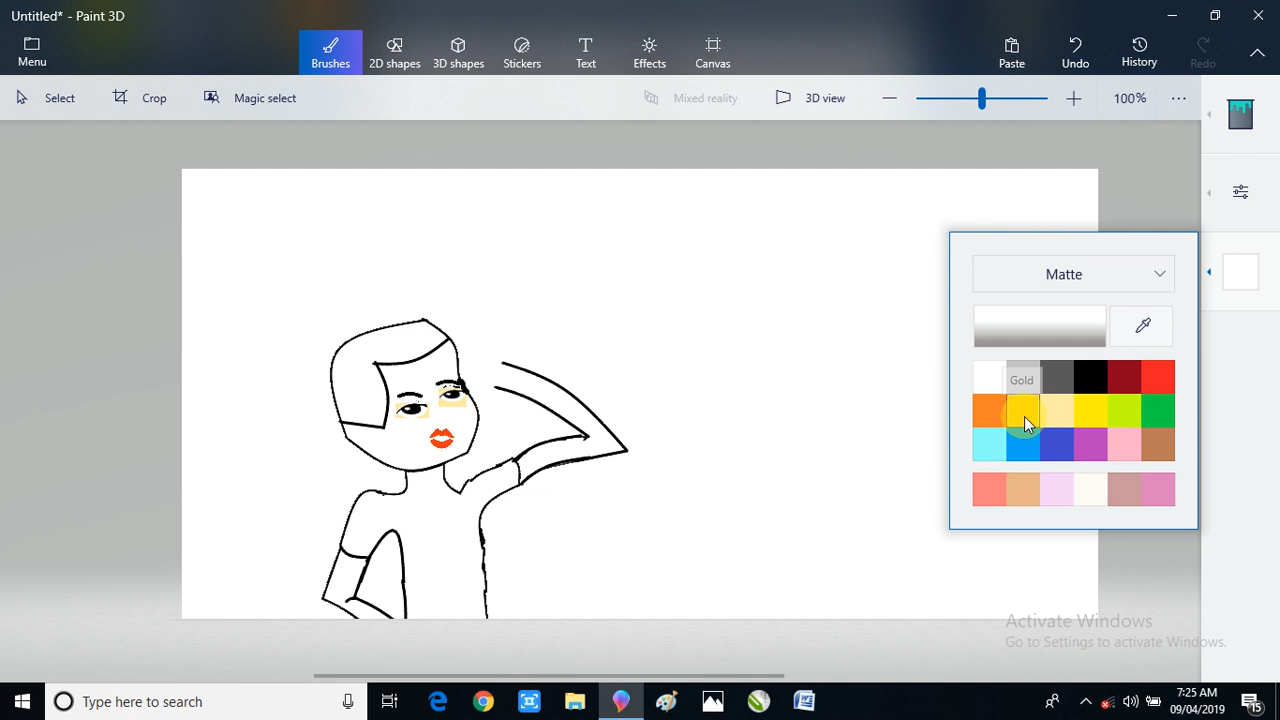 Untitled* - Paint 3D
Menu
Brushes
2D shapes
3D shapes
Stickers
Text
Effects
Canvas
Paste
Undo
History
Redo
Select
Crop
Magic select
Mixed reality
3D view
100%
Matte
Gold
Activate Windows
Go to Settings to activate Windows.
Type here to search
7:25 AM
09/04/2019
15